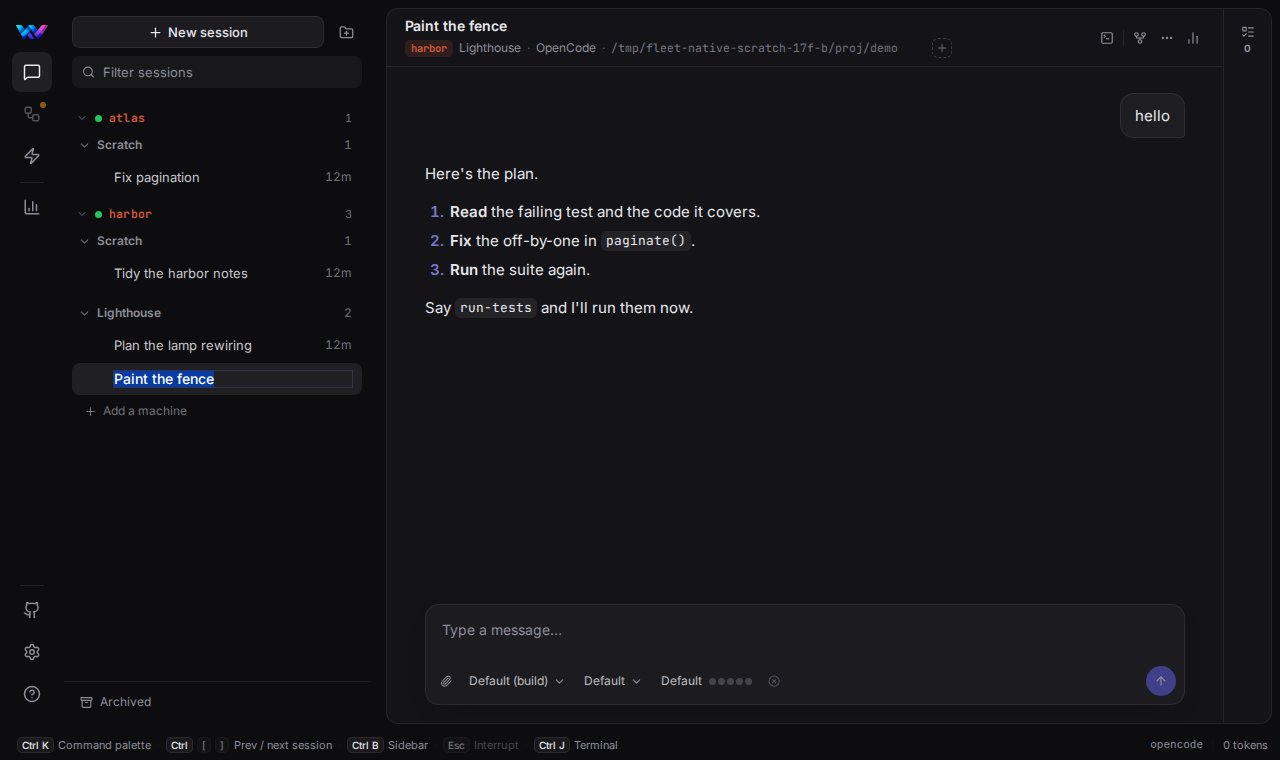 New session
Filter sessions
atlas 1
Scratch 1
Fix pagination 12m
harbor 3
Scratch 1
Tidy the harbor notes 12m
Lighthouse 2
Plan the lamp rewiring 12m
Paint the fence
Add a machine
Archived
Paint the fence
harbor Lighthouse · OpenCode · /tmp/fleet-native-scratch-17f-b/proj/demo
0
hello
Here's the plan.
1. Read the failing test and the code it covers.
2. Fix the off-by-one in paginate().
3. Run the suite again.
Say run-tests and I'll run them now.
Type a message...
Default (build) Default Default
Ctrl K Command palette Ctrl [ ] Prev / next session Ctrl B Sidebar Esc Interrupt Ctrl J Terminal opencode 0 tokens